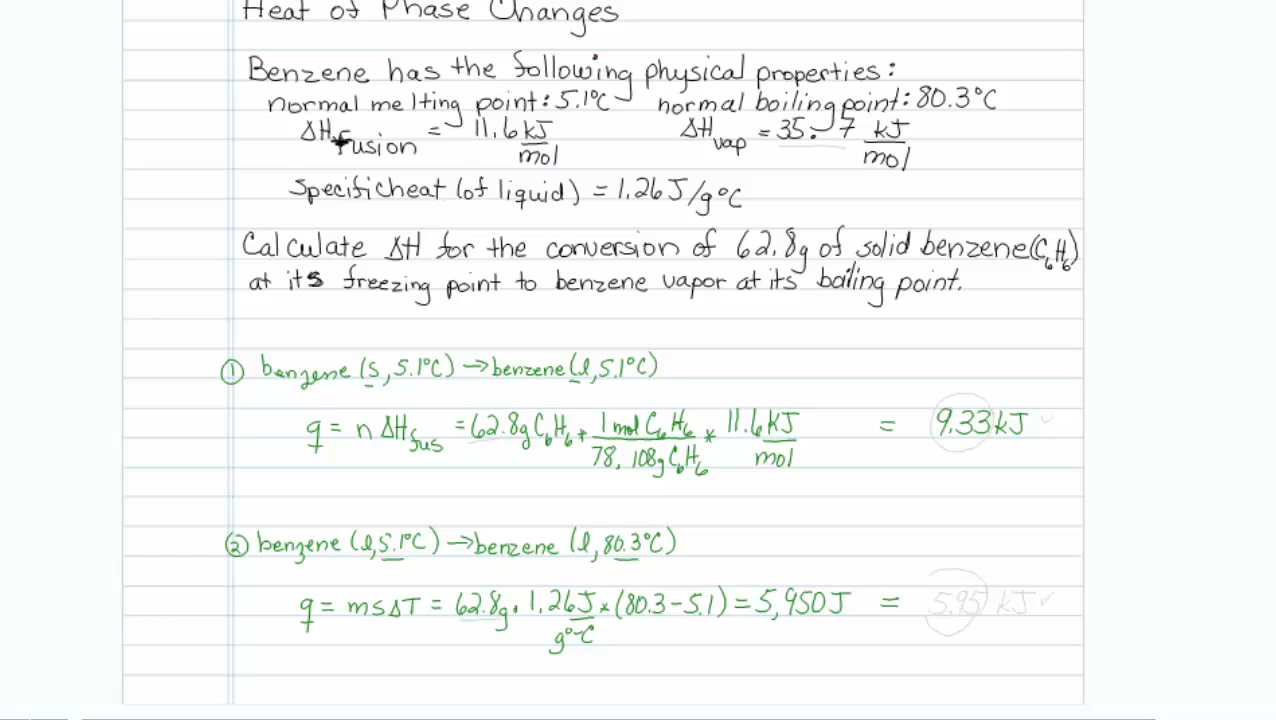 Heat of Phase Changes
Benzene has the following physical properties:
normal melting point: 5.1°C normal boiling point: 80.3°C
ΔHfusion = 11.6 kJ/mol ΔHvap = 35.7 kJ/mol
Specific heat (of liquid) = 1.26 J/g°C
Calculate ΔH for the conversion of 62.8g of solid benzene (C6H6)
at its freezing point to benzene vapor at its boiling point.
① benzene (s, 5.1°C) → benzene (l, 5.1°C)
q = n ΔHfus = 62.8g C6H6 * 1 mol C6H6 / 78.108g C6H6 * 11.6 kJ/mol = 9.33 kJ ✓
② benzene (l, 5.1°C) → benzene (l, 80.3°C)
q = msΔT = 62.8g · 1.26J/g°C * (80.3 – 5.1) = 5,950 J = 5.95 kJ ✓